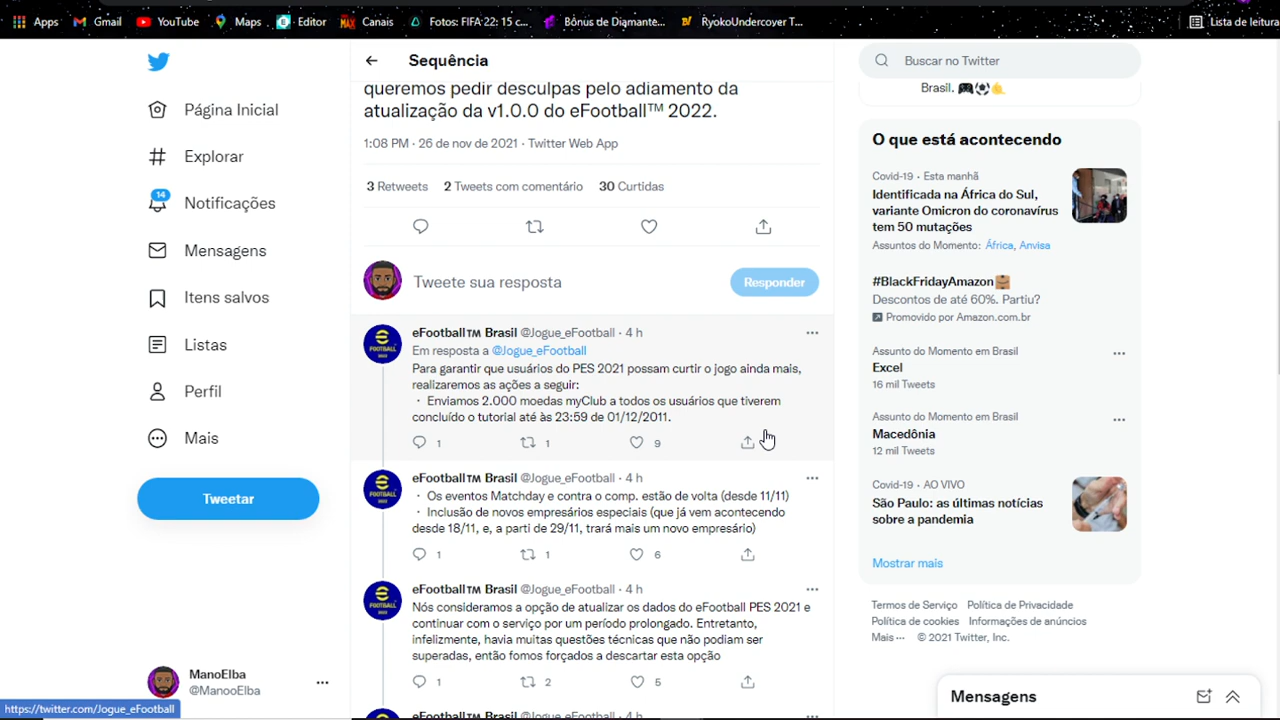 Apps
Gmail
YouTube
Maps
Editor
Canais
Fotos: FIFA 22: 15 c...
Bônus de Diamante...
RyokoUndercover T...
Lista de leitura
Página Inicial
Explorar
14
Notificações
Mensagens
Itens salvos
Listas
Perfil
Mais
Tweetar
ManoElba
@ManooElba
...
https://twitter.com/Jogue_eFootball
Sequência
queremos pedir desculpas pelo adiamento da
atualização da v1.0.0 do eFootball™ 2022.
1:08 PM · 26 de nov de 2021 · Twitter Web App
3 Retweets 2 Tweets com comentário 30 Curtidas
Tweete sua resposta
Responder
eFootball™ Brasil @Jogue_eFootball · 4 h
Em resposta a @Jogue_eFootball
Para garantir que usuários do PES 2021 possam curtir o jogo ainda mais,
realizaremos as ações a seguir:
・ Enviamos 2.000 moedas myClub a todos os usuários que tiverem
concluído o tutorial até às 23:59 de 01/12/2011.
1 1 9
eFootball™ Brasil @Jogue_eFootball · 4 h
・ Os eventos Matchday e contra o comp. estão de volta (desde 11/11)
・ Inclusão de novos empresários especiais (que já vem acontecendo
desde 18/11, e, a parti de 29/11, trará mais um novo empresário)
1 1 6
eFootball™ Brasil @Jogue_eFootball · 4 h
Nós consideramos a opção de atualizar os dados do eFootball PES 2021 e
continuar com o serviço por um período prolongado. Entretanto,
infelizmente, havia muitas questões técnicas que não podiam ser
superadas, então fomos forçados a descartar esta opção
1 2 5
eFootball™ Brasil @Jogue_eFootball · 4 h
Buscar no Twitter
Brasil. 🎮⚽🤙
O que está acontecendo
Covid-19 · Esta manhã
Identificada na África do Sul,
variante Omicron do coronavírus
tem 50 mutações
Assuntos do Momento: África, Anvisa
#BlackFridayAmazon
Descontos de até 60%. Partiu?
Promovido por Amazon.com.br
Assunto do Momento em Brasil
Excel
16 mil Tweets
Assunto do Momento em Brasil
Macedônia
12 mil Tweets
Covid-19 · AO VIVO
São Paulo: as últimas notícias
sobre a pandemia
Mostrar mais
Termos de Serviço Política de Privacidade
Política de cookies Informações de anúncios
Mais ··· © 2021 Twitter, Inc.
Mensagens